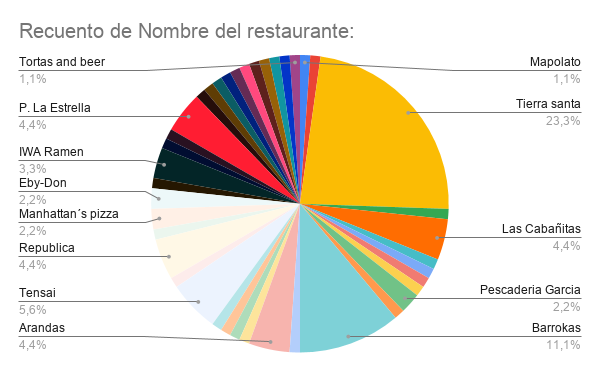 Recuento de Nombre del restaurante:
Tortas and beer
1,1%
P. La Estrella
4,4%
IWA Ramen
3,3%
Eby-Don
2,2%
Manhattan´s pizza
2,2%
Republica
4,4%
Tensai
5,6%
Arandas
4,4%
Mapolato
1,1%
Tierra santa
23,3%
Las Cabañitas
4,4%
Pescaderia Garcia
2,2%
Barrokas
11,1%